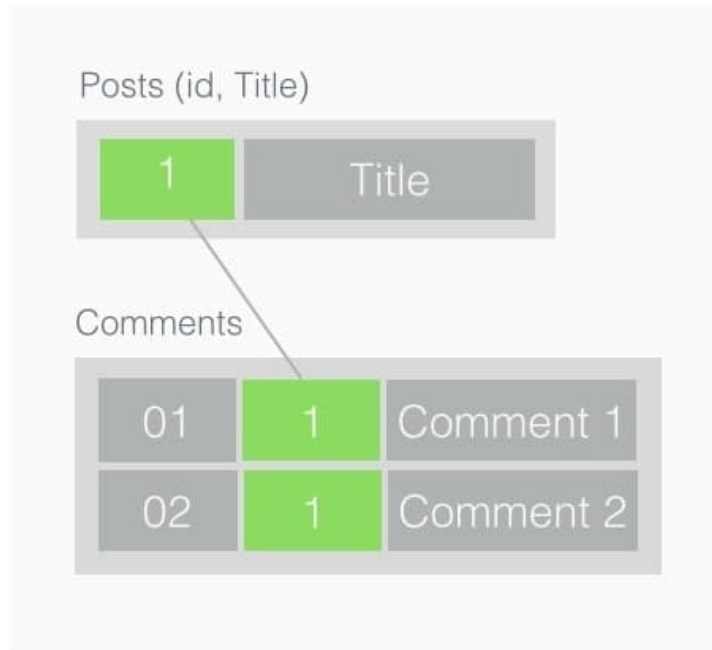 Posts (id, Title)
1 Title
Comments
01 1 Comment 1
02 1 Comment 2